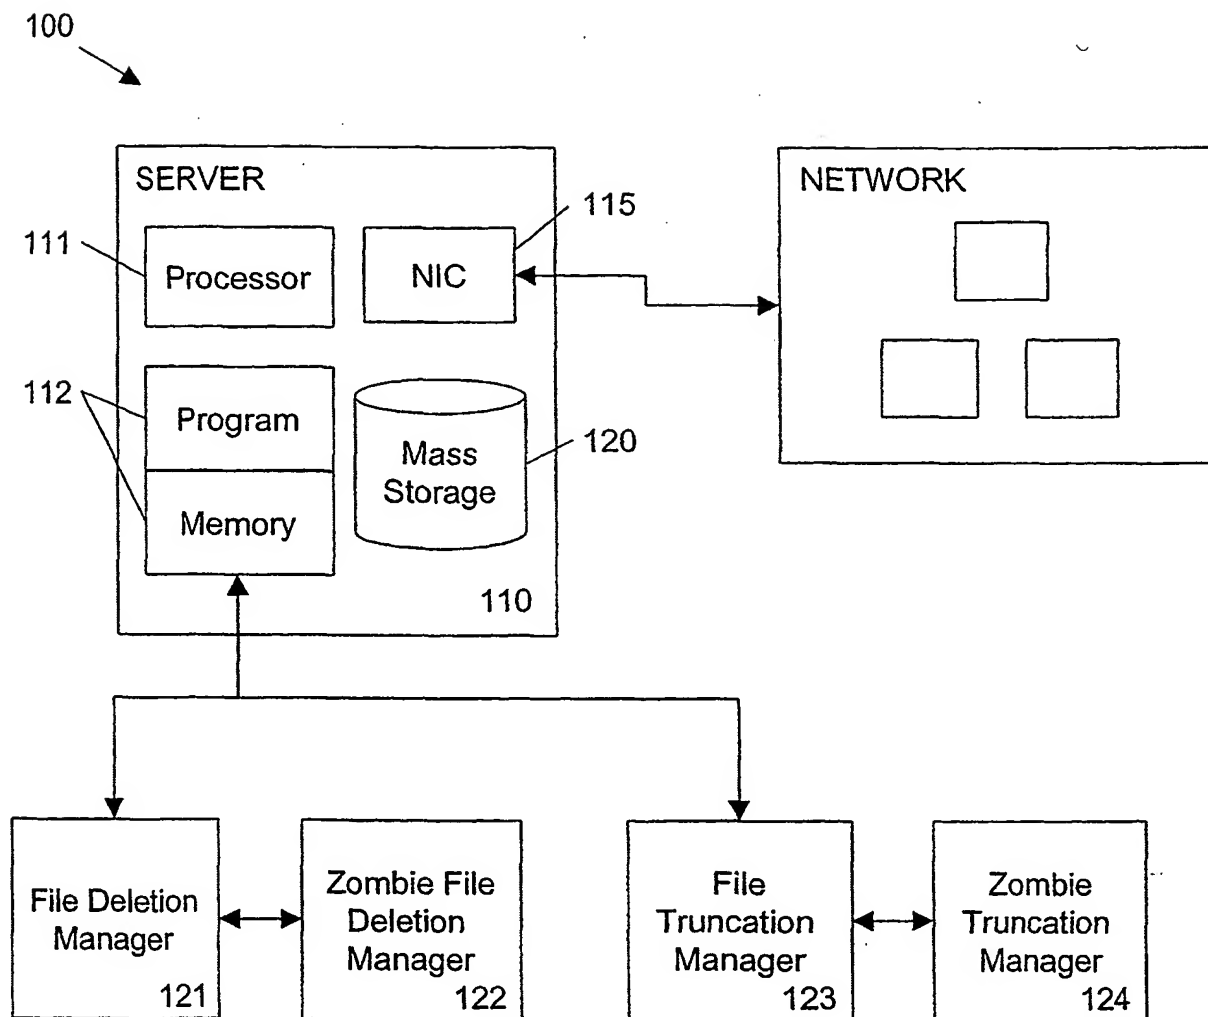 100
SERVER
NETWORK
115
111
Processor
NIC
112
Program
Mass
Storage
120
Memory
110
File Deletion
Manager
121
Zombie File
Deletion
Manager
122
File
Truncation
Manager
123
Zombie
Truncation
Manager
124